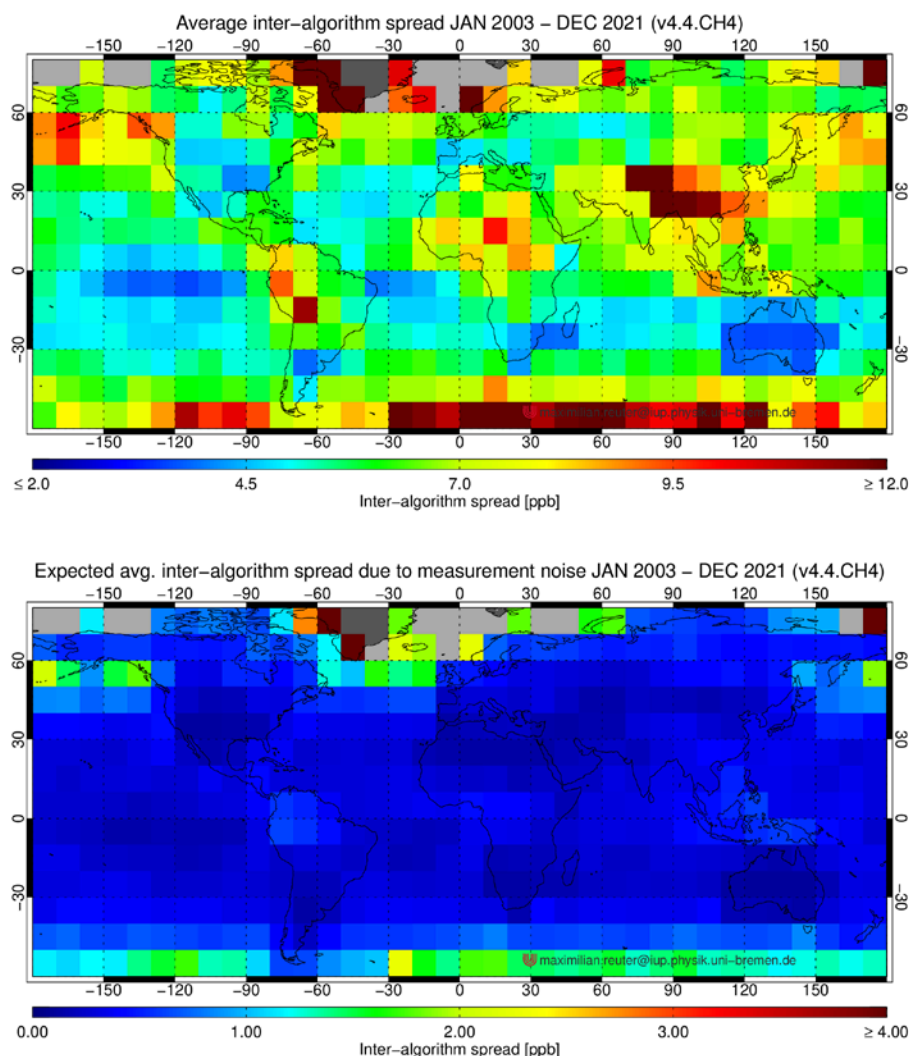 Average inter−algorithm spread JAN 2003 − DEC 2021 (v4.4.CH4)
−150 −120 −90 −60 −30 0 30 60 90 120 150
60 60
30 30
0 0
−30 −30
maximilian.reuter@iup.physik.uni−bremen.de
−150 −120 −90 −60 −30 0 30 60 90 120 150
≤ 2.0 4.5 7.0 9.5 ≥ 12.0
Inter−algorithm spread [ppb]
Expected avg. inter−algorithm spread due to measurement noise JAN 2003 − DEC 2021 (v4.4.CH4)
−150 −120 −90 −60 −30 0 30 60 90 120 150
60 60
30 30
0 0
−30 −30
maximilian.reuter@iup.physik.uni−bremen.de
−150 −120 −90 −60 −30 0 30 60 90 120 150
0.00 1.00 2.00 3.00 ≥ 4.00
Inter−algorithm spread [ppb]